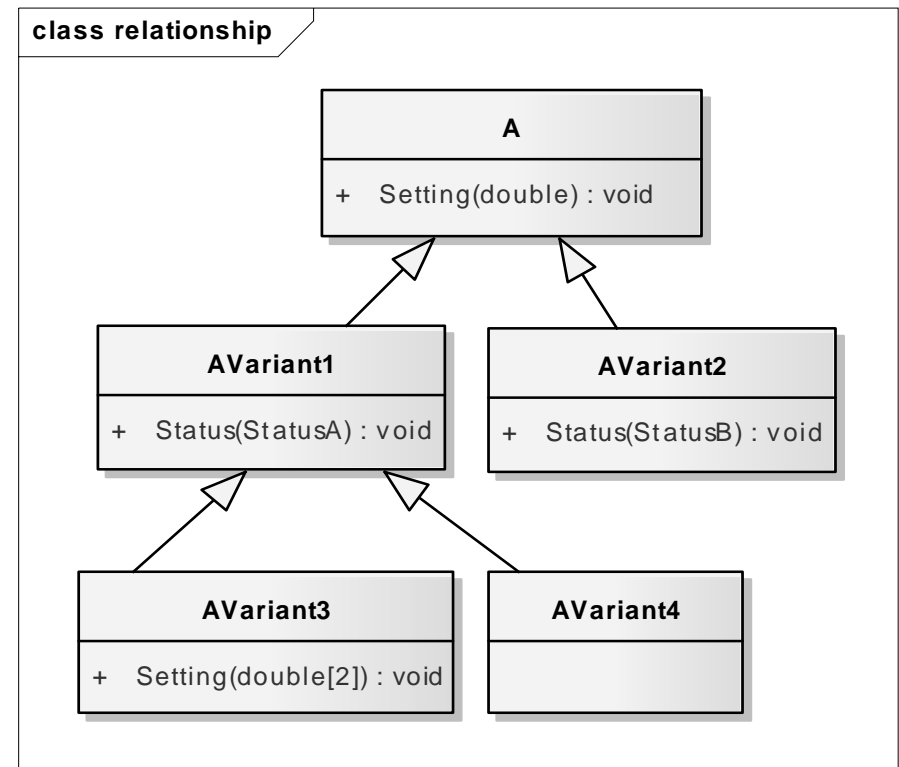 class relationship
A
+ Setting(double) : void
AVariant1
+ Status(StatusA) : void
AVariant2
+ Status(StatusB) : void
AVariant3
+ Setting(double[2]) : void
AVariant4